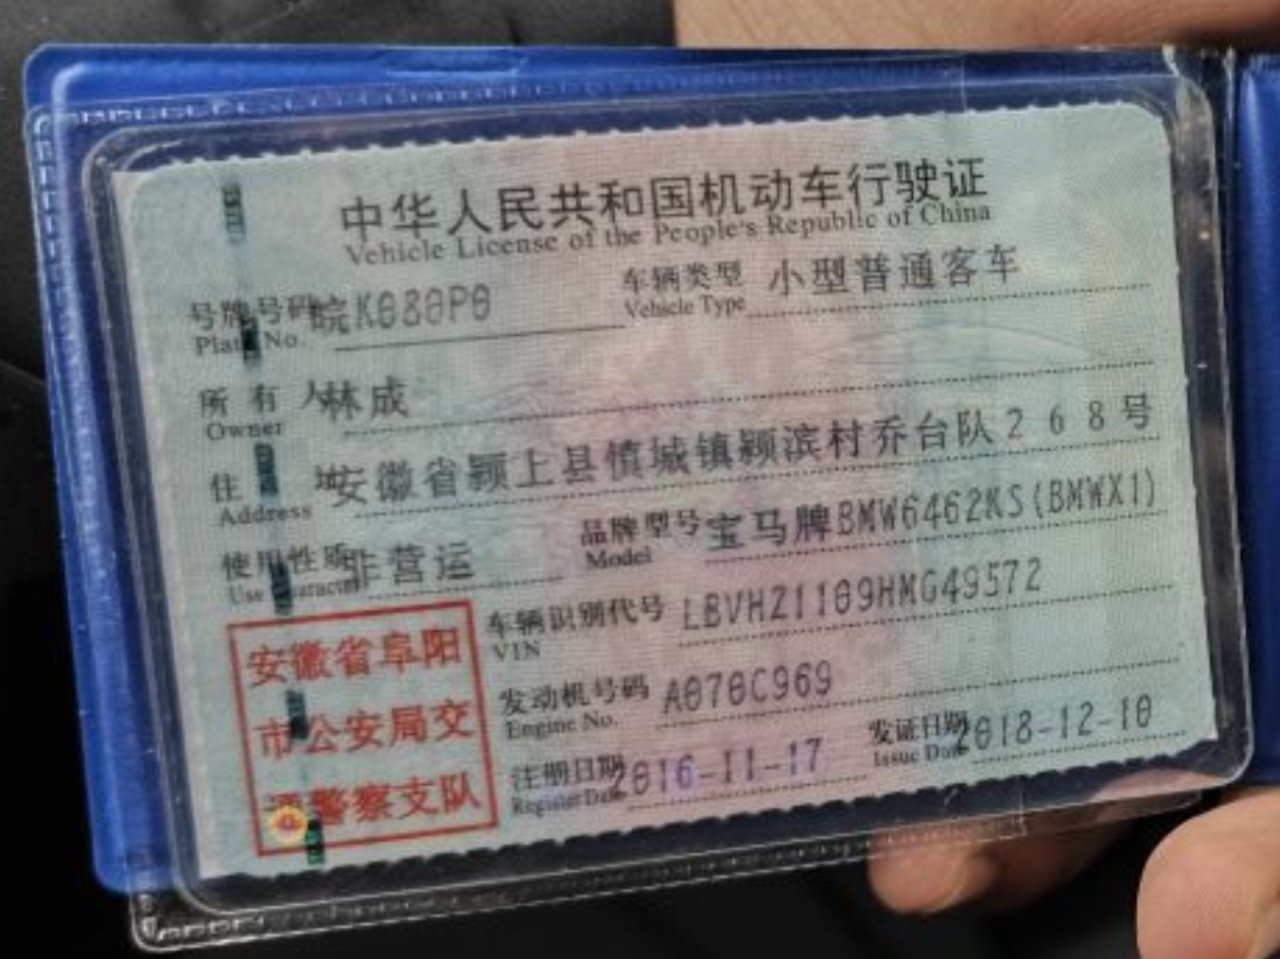 中华人民共和国机动车行驶证
Vehicle License of the People's Republic of China
号牌号码 皖K080P0 车辆类型 小型普通客车
Plate No. Vehicle Type
所有人 林成
Owner
住址 安徽省颍上县慎城镇颍滨村乔台队268号
Address
使用性质 非营运 品牌型号 宝马牌BMW6462KS(BMWX1)
Use Character Model
车辆识别代号 LBVHZ1109HMG49572
VIN
发动机号码 A070C969
Engine No.
注册日期 2016-11-17 发证日期 2018-12-10
Register Date Issue Date
安徽省阜阳
市公安局交
通警察支队